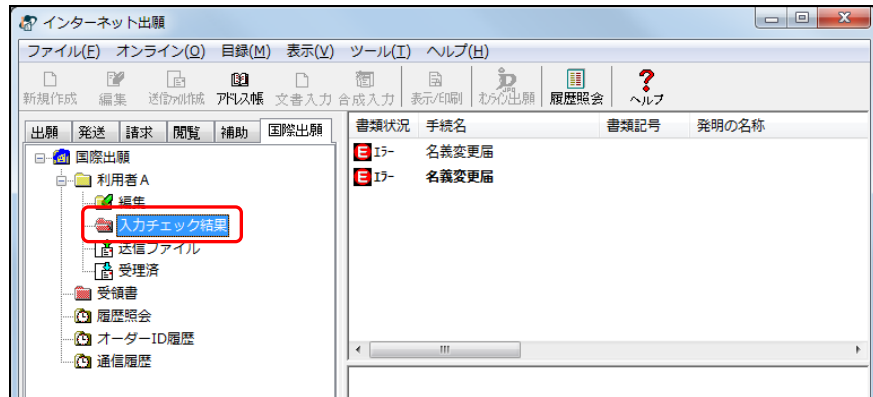 インターネット出願
ファイル(F) オンライン(O) 目録(M) 表示(V) ツール(T) ヘルプ(H)
新規作成 編集 送信ファイル作成 アドレス帳 文書入力 合成入力 表示/印刷 オンライン出願 履歴照会 ヘルプ
出願 発送 請求 閲覧 補助 国際出願
書類状況 手続名 書類記号 発明の名称
国際出願
利用者A
編集
入力チェック結果
送信ファイル
受理済
受領書
履歴照会
オーダーID履歴
通信履歴
E エラー 名義変更届
E エラー 名義変更届